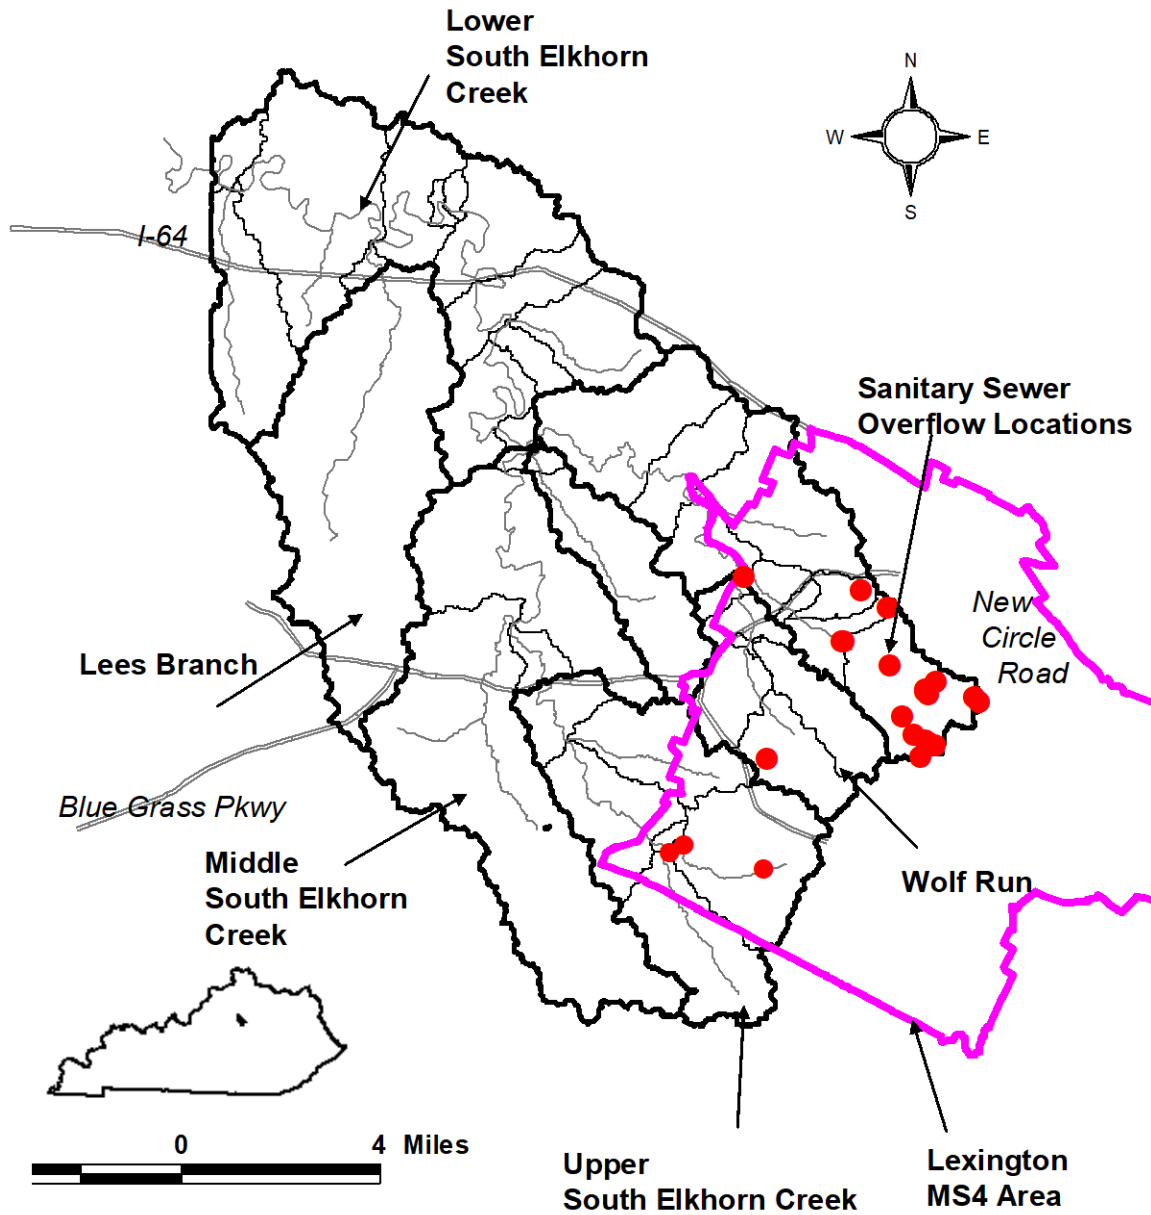 Lower
South Elkhorn
Creek
N
W
E
S
I-64
Sanitary Sewer
Overflow Locations
New
Circle
Road
Lees Branch
Blue Grass Pkwy
Middle
South Elkhorn
Creek
Wolf Run
0 4 Miles
Upper
South Elkhorn Creek
Lexington
MS4 Area